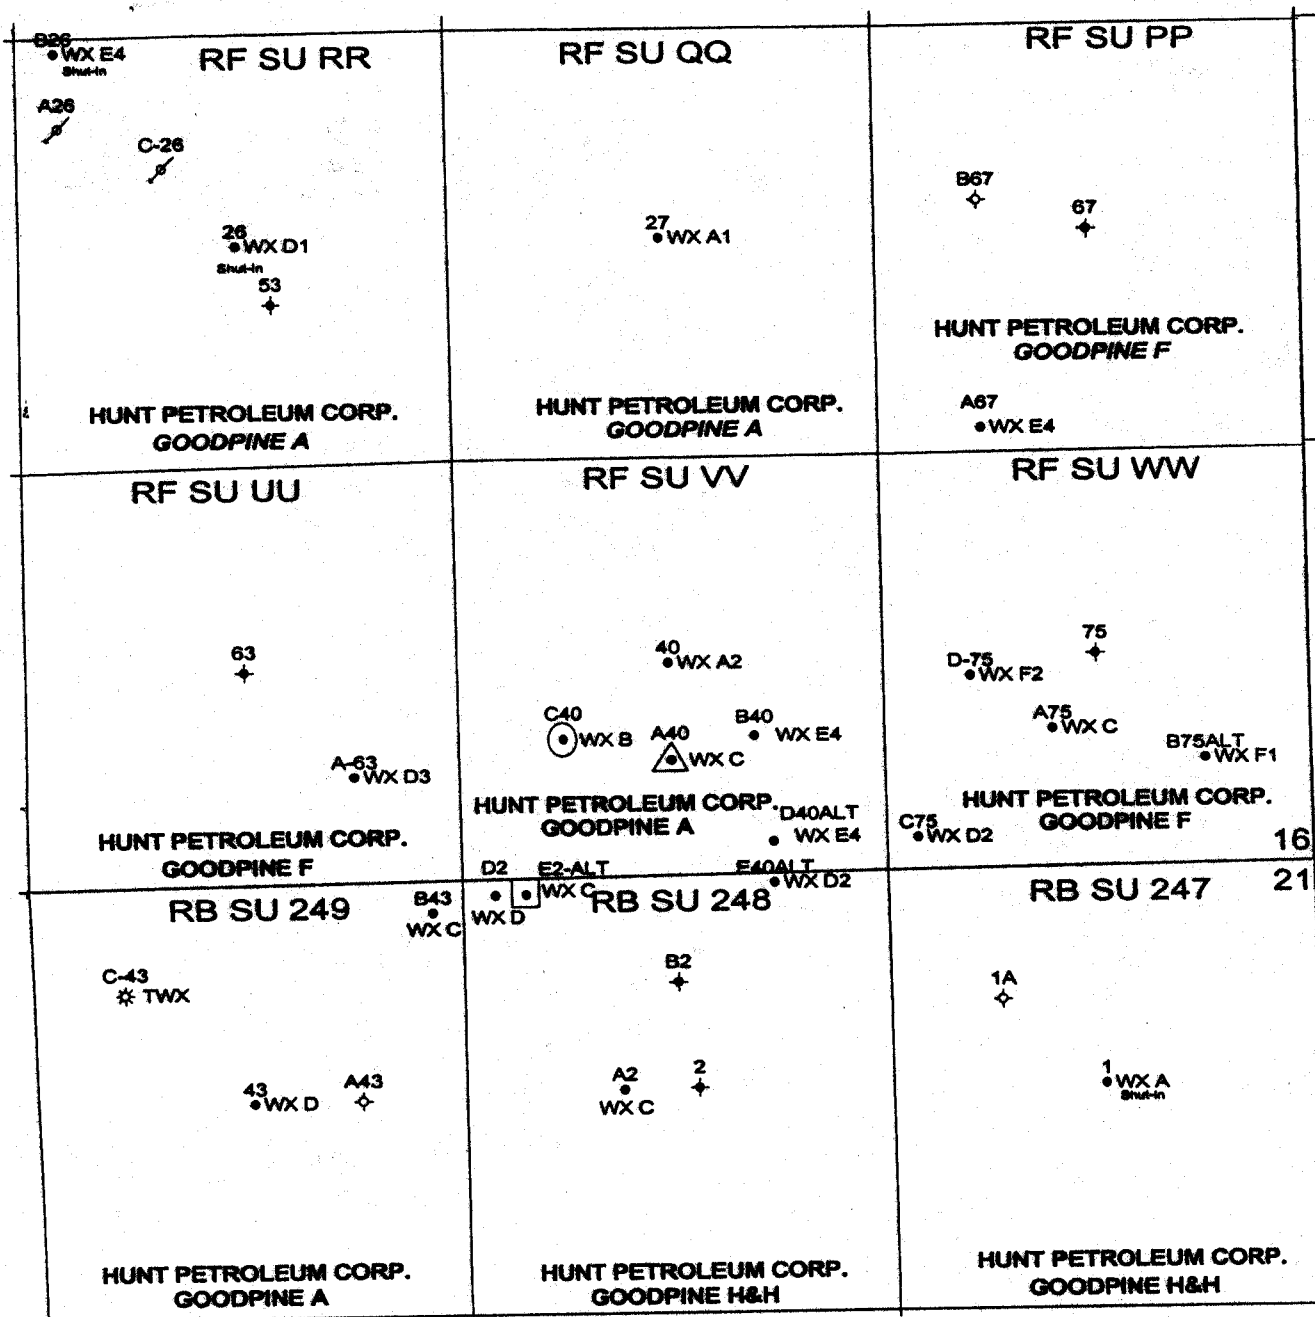 RF SU RR
B26
WX E4
Shut-In
A26
C-26
26
WX D1
Shut-In
53
HUNT PETROLEUM CORP.
GOODPINE A
RF SU QQ
27
WX A1
HUNT PETROLEUM CORP.
GOODPINE A
RF SU PP
B67
67
HUNT PETROLEUM CORP.
GOODPINE F
A67
WX E4
RF SU UU
63
A-63
WX D3
HUNT PETROLEUM CORP.
GOODPINE F
RF SU VV
40
WX A2
C40
WX B
A40
WX C
B40
WX E4
HUNT PETROLEUM CORP.
GOODPINE A
D40ALT
WX E4
E40ALT
WX D2
RF SU WW
75
D-75
WX F2
A75
WX C
B75ALT
WX F1
HUNT PETROLEUM CORP.
GOODPINE F
C75
WX D2
16
21
RB SU 249
B43
WX C
C-43
TWX
43
WX D
A43
HUNT PETROLEUM CORP.
GOODPINE A
D2
WX D
E2-ALT
WX C
RB SU 248
B2
A2
WX C
2
HUNT PETROLEUM CORP.
GOODPINE H&H
RB SU 247
1A
1
WX A
Shut-In
HUNT PETROLEUM CORP.
GOODPINE H&H